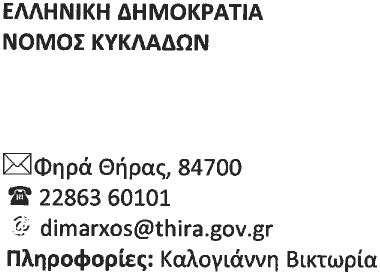 ΕΛΛΗΝΙΚΗ ΔΗΜΟΚΡΑΤΙΑ
ΝΟΜΟΣ ΚΥΚΛΑΔΩΝ
Φηρά Θήρας, 84700
22863 60101
dimarxos@thira.gov.gr
Πληροφορίες: Καλογιάννη Βικτωρία